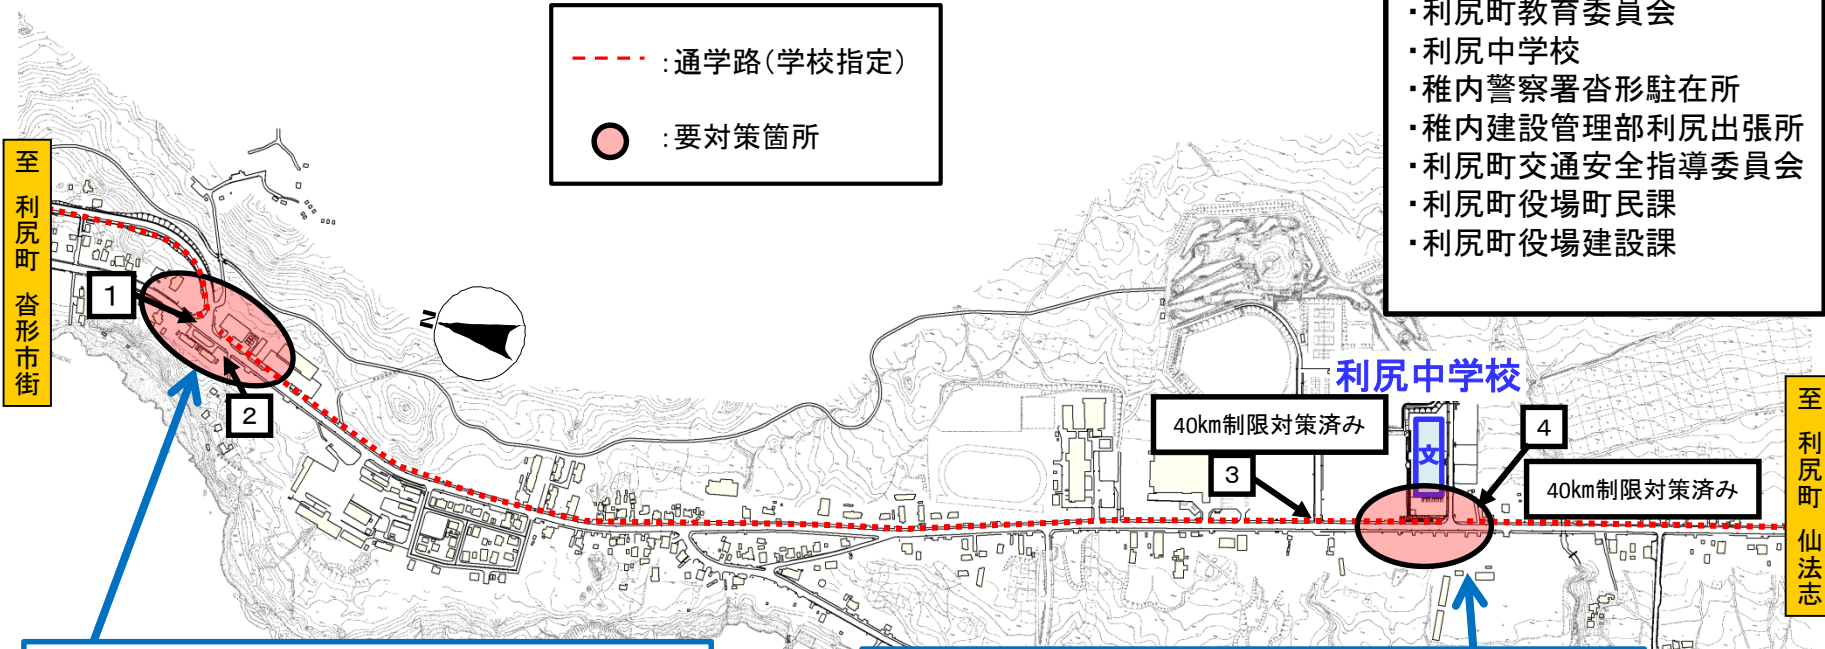 ・利尻町教育委員会
・利尻中学校
・稚内警察署沓形駐在所
・稚内建設管理部利尻出張所
・利尻町交通安全指導委員会
・利尻町役場町民課
・利尻町役場建設課
：通学路（学校指定）
：要対策箇所
至 利尻町 沓形市街
1
2
N
利尻中学校
文
40km制限対策済み
3
4
40km制限対策済み
至 利尻町 仙法志